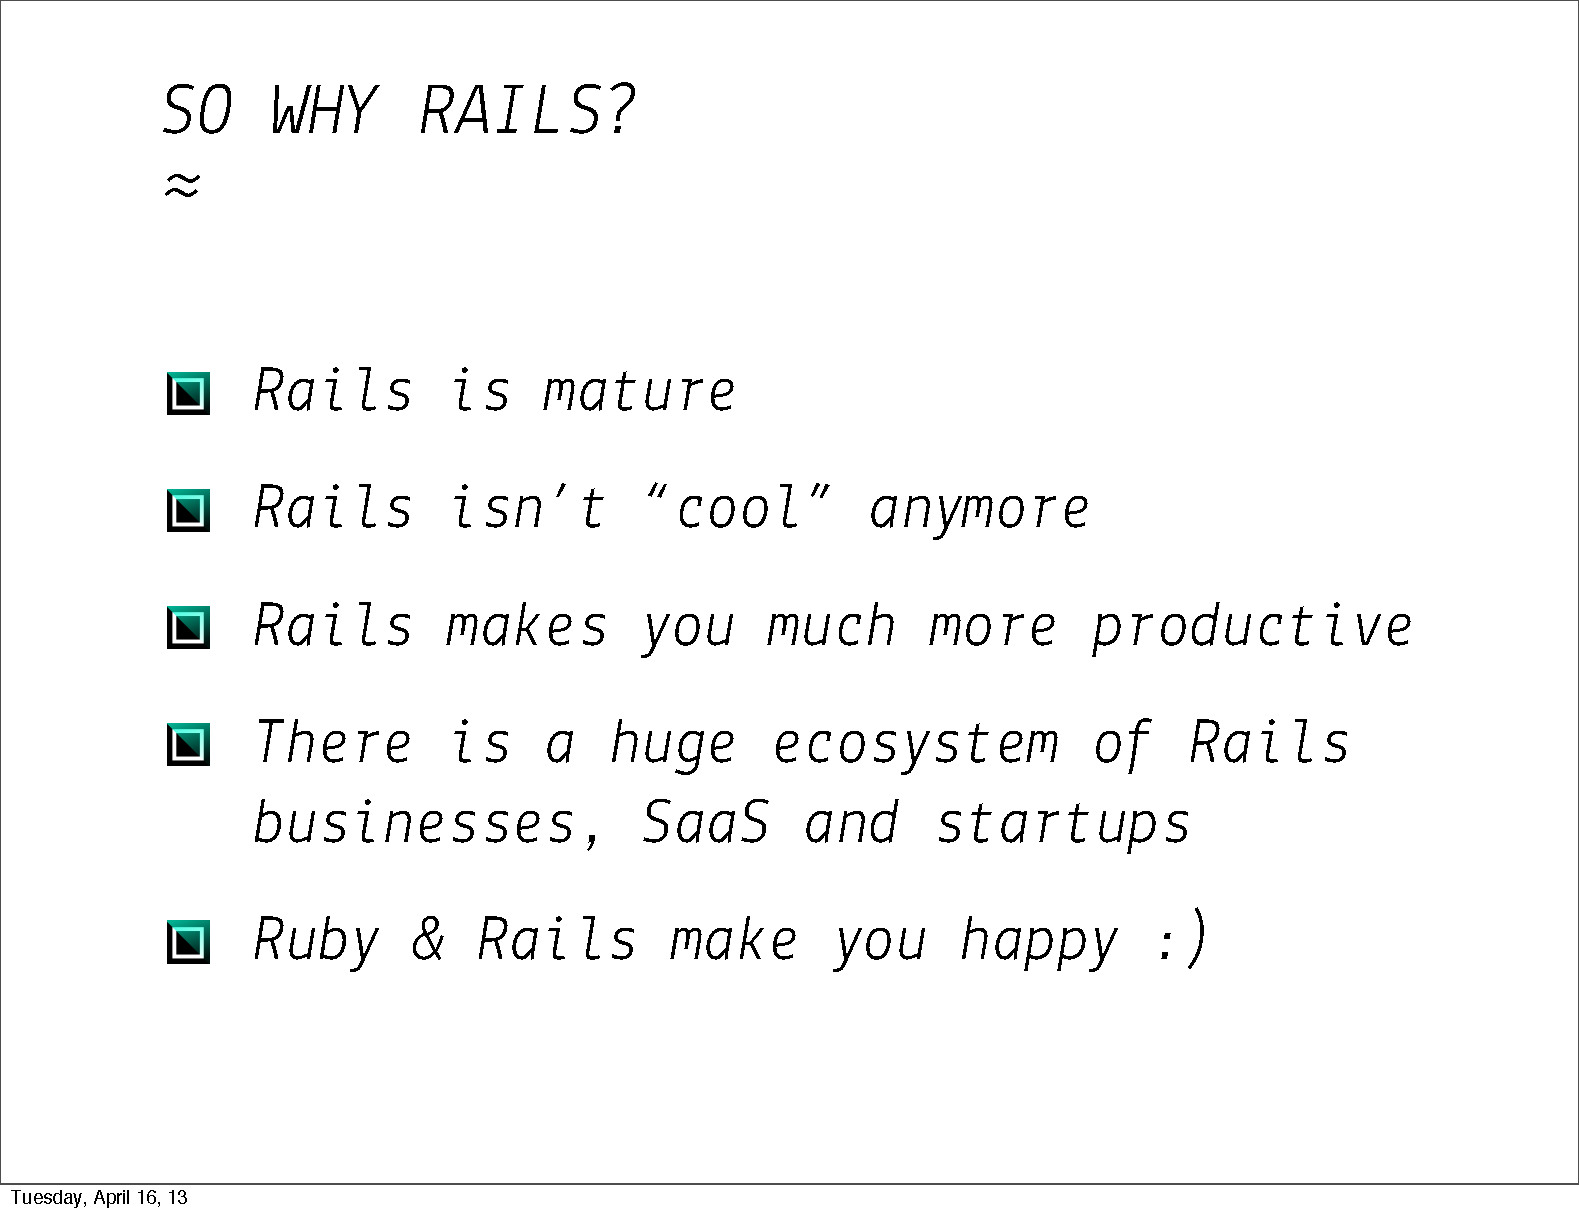 SO WHY RAILS?
≈
Rails is mature
Rails isn’t “cool” anymore
Rails makes you much more productive
There is a huge ecosystem of Rails
businesses, SaaS and startups
Ruby & Rails make you happy :)
Tuesday, April 16, 13